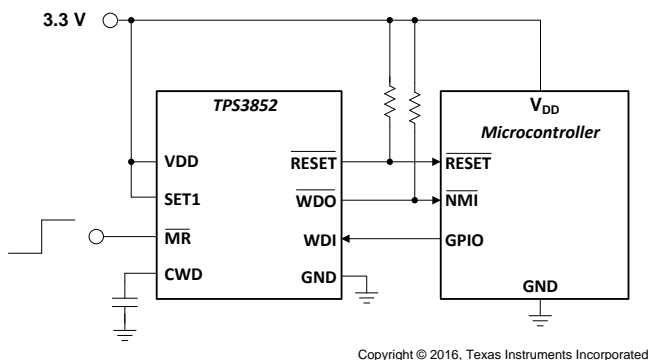 3.3 V
TPS3852
VDD
SET1
MR
CWD
RESET
WDO
WDI
GND
VDD
Microcontroller
RESET
NMI
GPIO
GND
Copyright © 2016, Texas Instruments Incorporated